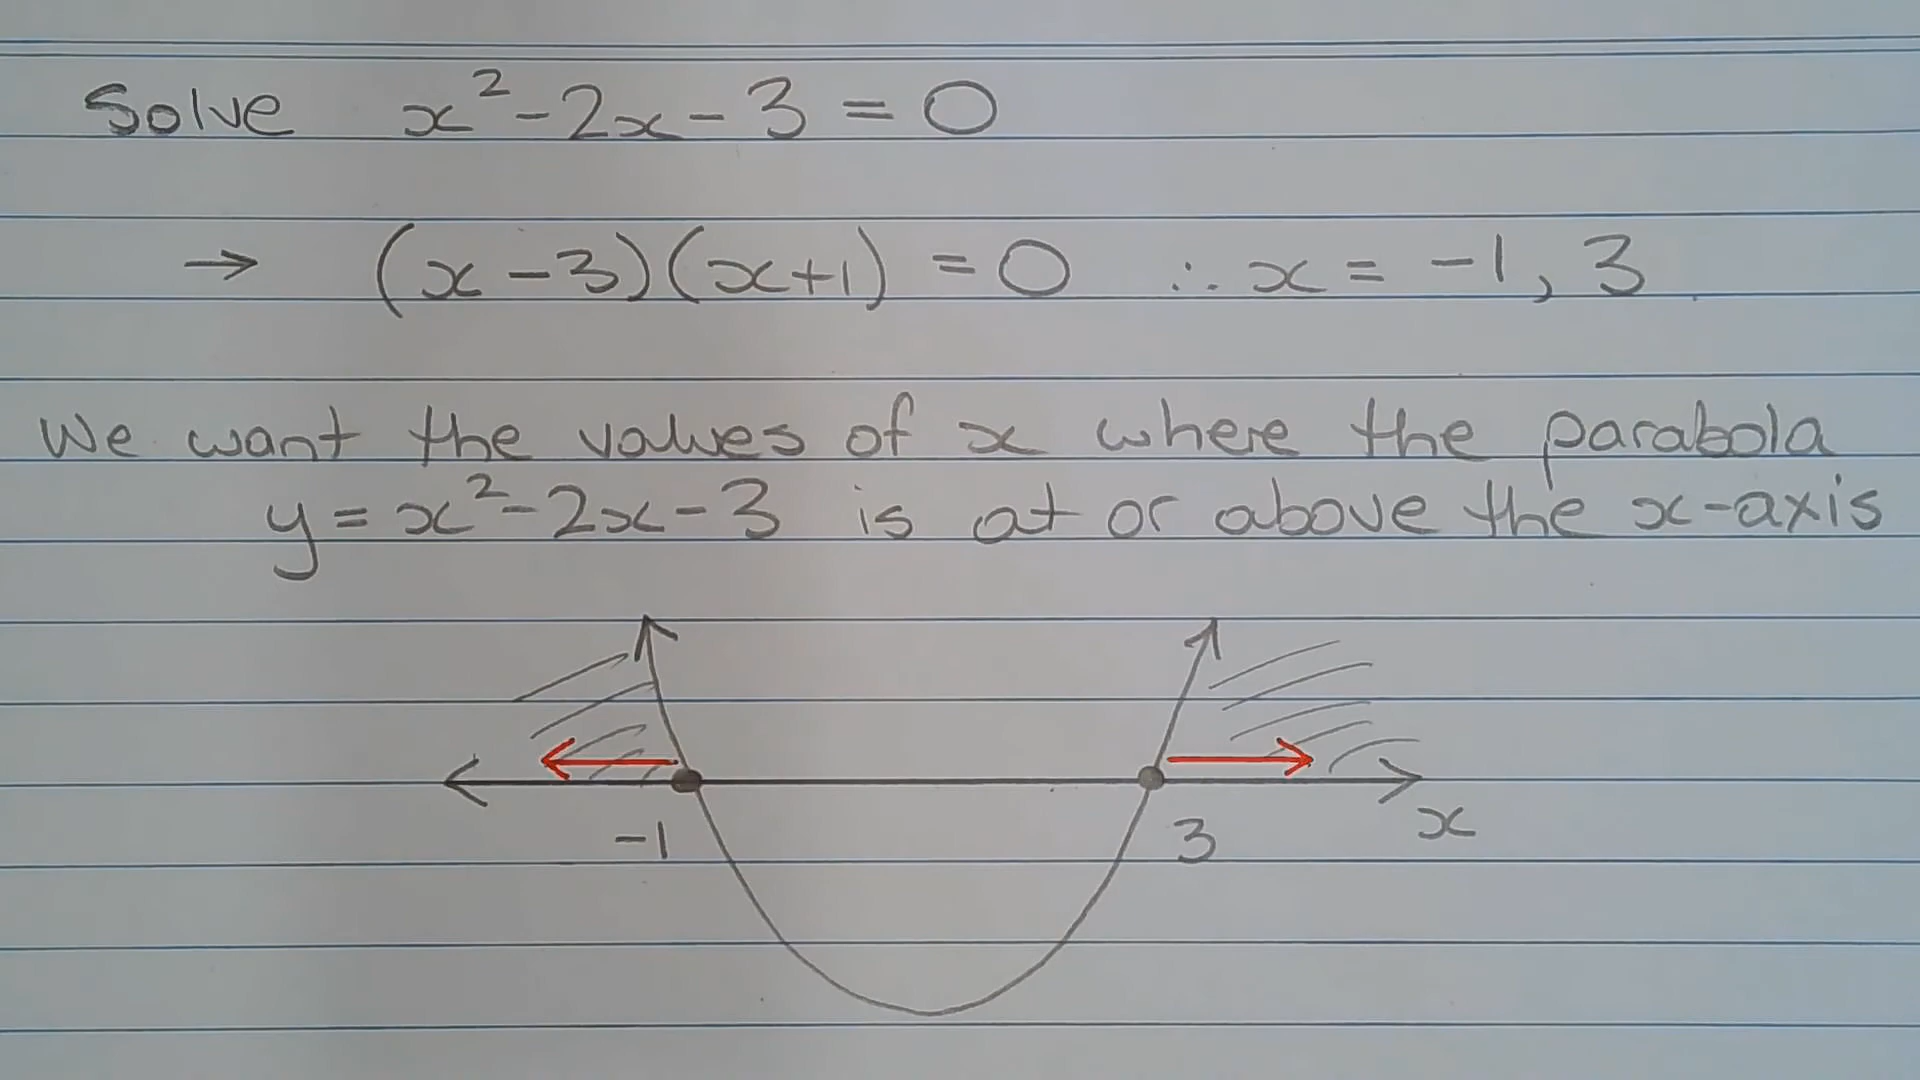 Solve x² - 2x - 3 = 0
→ (x - 3)(x + 1) = 0 ∴ x = -1, 3
We want the values of x where the parabola
y = x² - 2x - 3 is at or above the x-axis
-1 3 x